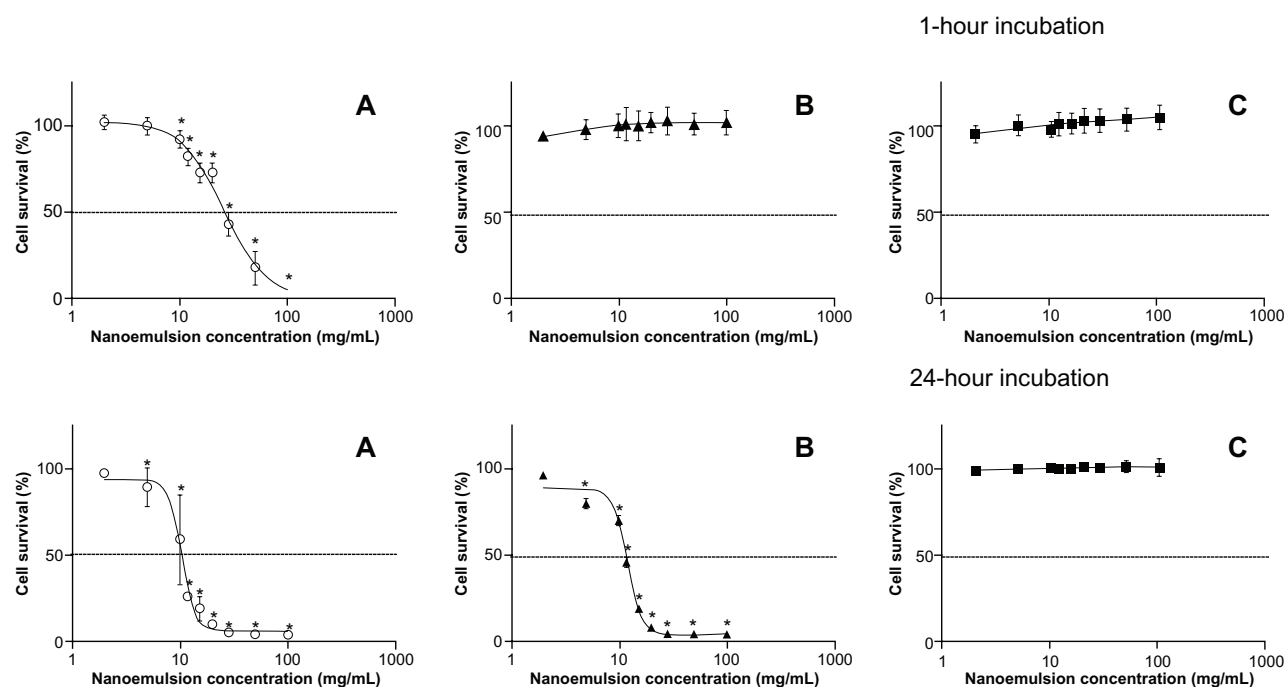 1-hour incubation
A
Cell survival (%)
100
50
0
* * * * * * *
1 10 100 1000
Nanoemulsion concentration (mg/mL)
B
Cell survival (%)
100
50
0
1 10 100 1000
Nanoemulsion concentration (mg/mL)
C
Cell survival (%)
100
50
0
1 10 100 1000
Nanoemulsion concentration (mg/mL)
24-hour incubation
A
Cell survival (%)
100
50
0
* * * * * * * *
1 10 100 1000
Nanoemulsion concentration (mg/mL)
B
Cell survival (%)
100
50
0
* * * * * * * *
1 10 100 1000
Nanoemulsion concentration (mg/mL)
C
Cell survival (%)
100
50
0
1 10 100 1000
Nanoemulsion concentration (mg/mL)